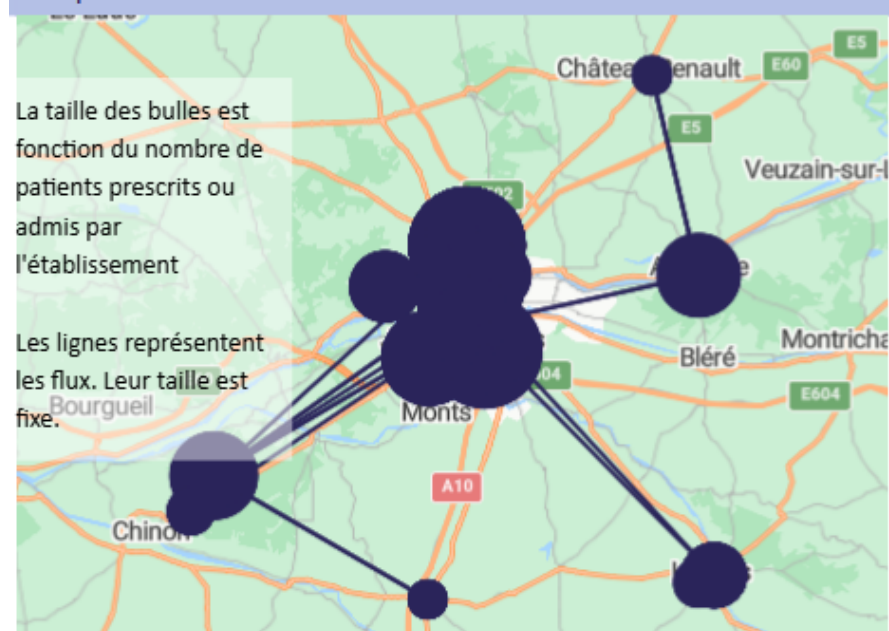 E5
E60
E5
Veuzain-sur-L
La taille des bulles est
fonction du nombre de
patients prescrits ou
admis par
l'établissement
Les lignes représentent
les flux. Leur taille est
fixe.
Bourgueil
Montricha
Bléré
E604
Monts
A10
Chinon